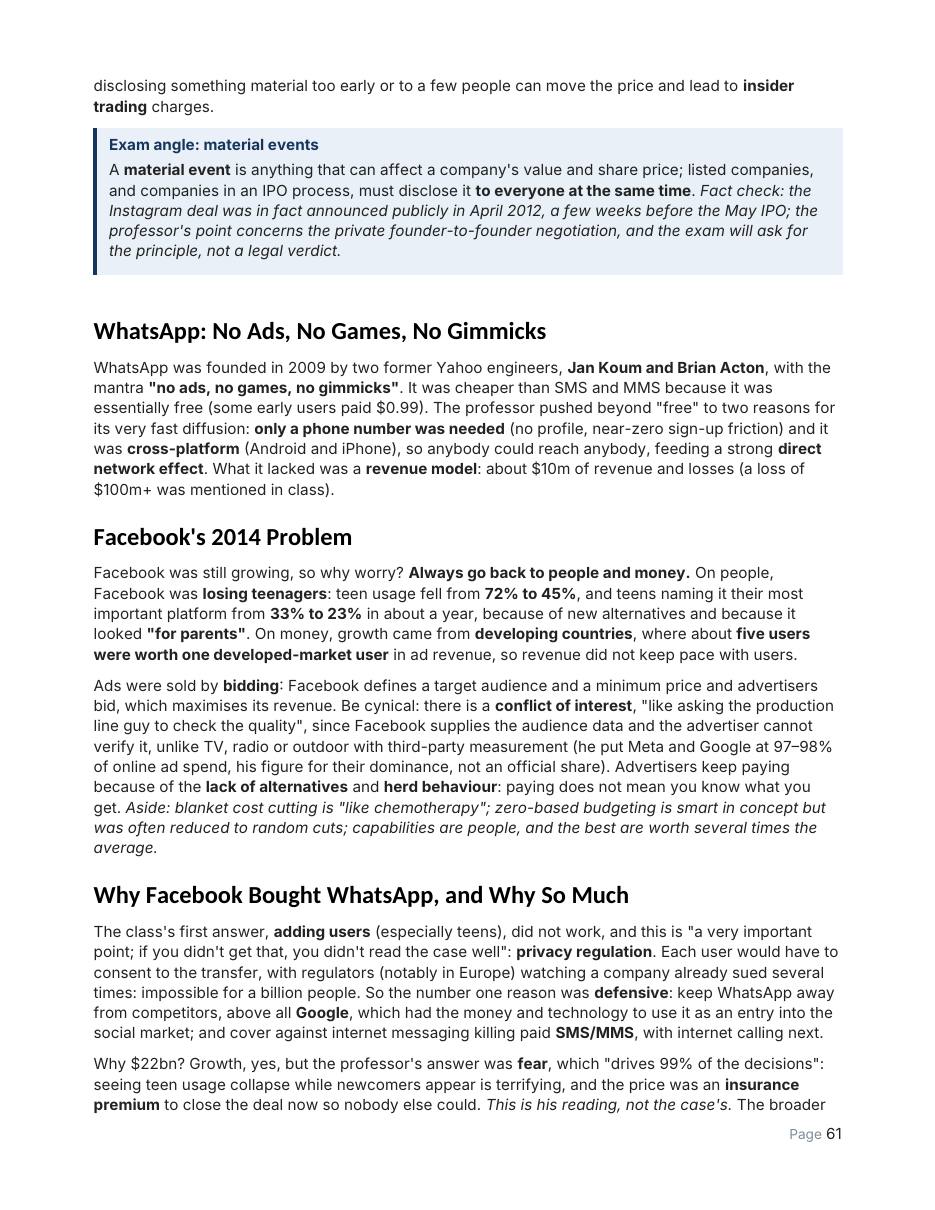 disclosing something material too early or to a few people can move the price and lead to insider
trading charges.
Exam angle: material events
A material event is anything that can affect a company's value and share price; listed companies,
and companies in an IPO process, must disclose it to everyone at the same time. Fact check: the
Instagram deal was in fact announced publicly in April 2012, a few weeks before the May IPO; the
professor's point concerns the private founder-to-founder negotiation, and the exam will ask for
the principle, not a legal verdict.
WhatsApp: No Ads, No Games, No Gimmicks
WhatsApp was founded in 2009 by two former Yahoo engineers, Jan Koum and Brian Acton, with the
mantra "no ads, no games, no gimmicks". It was cheaper than SMS and MMS because it was
essentially free (some early users paid $0.99). The professor pushed beyond "free" to two reasons for
its very fast diffusion: only a phone number was needed (no profile, near-zero sign-up friction) and it
was cross-platform (Android and iPhone), so anybody could reach anybody, feeding a strong direct
network effect. What it lacked was a revenue model: about $10m of revenue and losses (a loss of
$100m+ was mentioned in class).
Facebook's 2014 Problem
Facebook was still growing, so why worry? Always go back to people and money. On people,
Facebook was losing teenagers: teen usage fell from 72% to 45%, and teens naming it their most
important platform from 33% to 23% in about a year, because of new alternatives and because it
looked "for parents". On money, growth came from developing countries, where about five users
were worth one developed-market user in ad revenue, so revenue did not keep pace with users.
Ads were sold by bidding: Facebook defines a target audience and a minimum price and advertisers
bid, which maximises its revenue. Be cynical: there is a conflict of interest, "like asking the production
line guy to check the quality", since Facebook supplies the audience data and the advertiser cannot
verify it, unlike TV, radio or outdoor with third-party measurement (he put Meta and Google at 97–98%
of online ad spend, his figure for their dominance, not an official share). Advertisers keep paying
because of the lack of alternatives and herd behaviour: paying does not mean you know what you
get. Aside: blanket cost cutting is "like chemotherapy"; zero-based budgeting is smart in concept but
was often reduced to random cuts; capabilities are people, and the best are worth several times the
average.
Why Facebook Bought WhatsApp, and Why So Much
The class's first answer, adding users (especially teens), did not work, and this is "a very important
point; if you didn't get that, you didn't read the case well": privacy regulation. Each user would have to
consent to the transfer, with regulators (notably in Europe) watching a company already sued several
times: impossible for a billion people. So the number one reason was defensive: keep WhatsApp away
from competitors, above all Google, which had the money and technology to use it as an entry into the
social market; and cover against internet messaging killing paid SMS/MMS, with internet calling next.
Why $22bn? Growth, yes, but the professor's answer was fear, which "drives 99% of the decisions":
seeing teen usage collapse while newcomers appear is terrifying, and the price was an insurance
premium to close the deal now so nobody else could. This is his reading, not the case's. The broader
Page 61